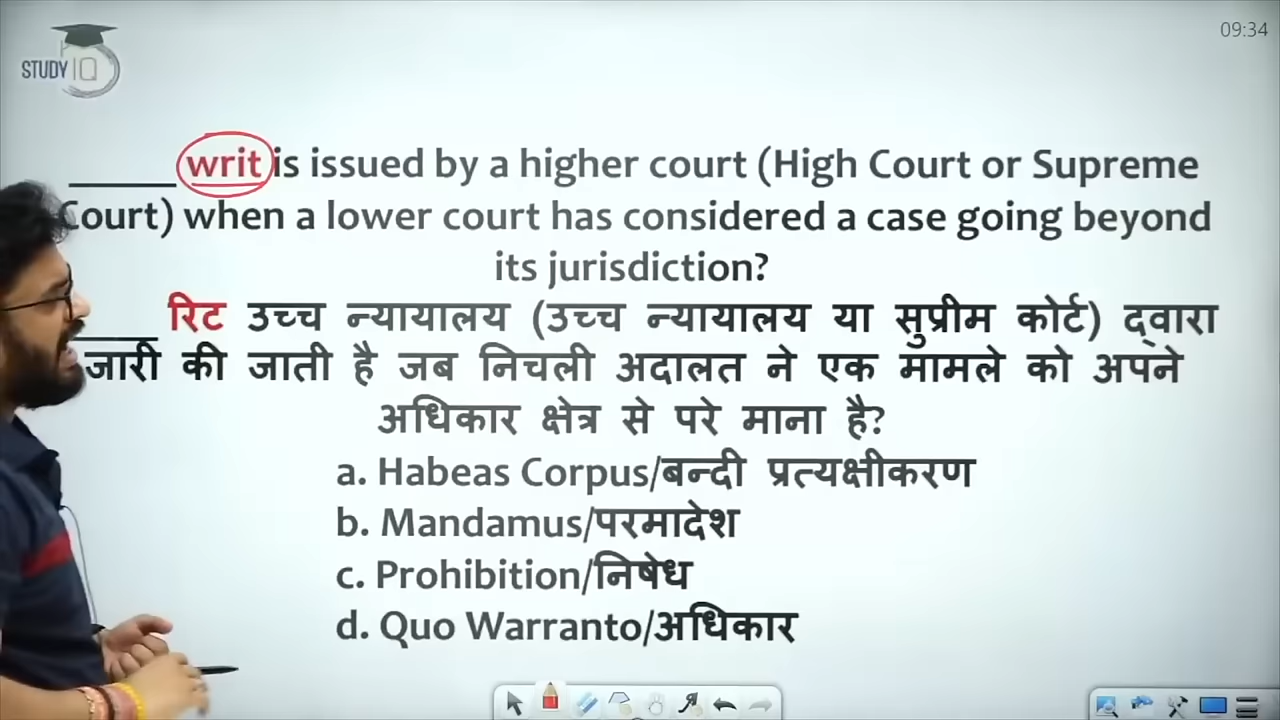 STUDY IQ
09:34
______ writ is issued by a higher court (High Court or Supreme
Court) when a lower court has considered a case going beyond
its jurisdiction?
_____ रिट उच्च न्यायालय (उच्च न्यायालय या सुप्रीम कोर्ट) द्वारा
जारी की जाती है जब निचली अदालत ने एक मामले को अपने
अधिकार क्षेत्र से परे माना है?
a. Habeas Corpus/बन्दी प्रत्यक्षीकरण
b. Mandamus/परमादेश
c. Prohibition/निषेध
d. Quo Warranto/अधिकार